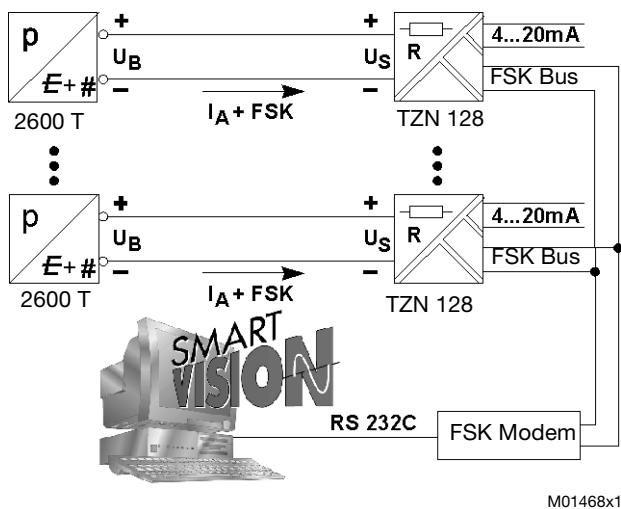 p
E+#
2600 T
+
U_B
–
I_A + FSK
+
U_S
–
R
TZN 128
4...20mA
FSK Bus
p
E+#
2600 T
+
U_B
–
I_A + FSK
+
U_S
–
R
TZN 128
4...20mA
FSK Bus
SMART
VISION
RS 232C
FSK Modem
M01468x1